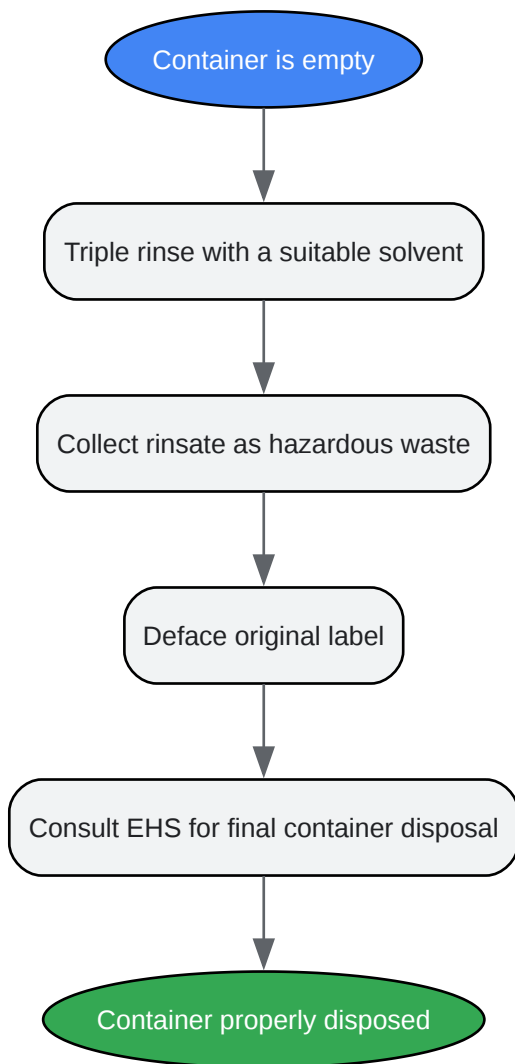 Container is empty
Triple rinse with a suitable solvent
Collect rinsate as hazardous waste
Deface original label
Consult EHS for final container disposal
Container properly disposed